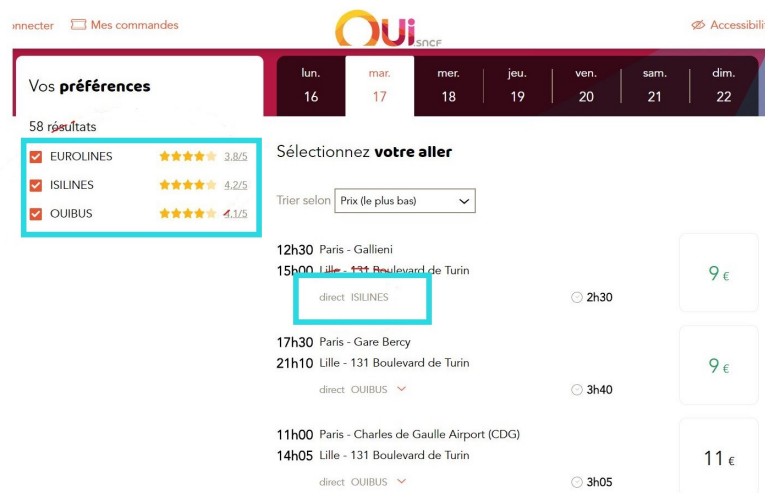 onnecter Mes commandes OUi.SNCF Accessibili
Vos préférences
lun. mar. mer. jeu. ven. sam. dim.
16 17 18 19 20 21 22
58 résultats
EUROLINES 3,8/5
ISILINES 4,2/5
OUIBUS 4,1/5
Sélectionnez votre aller
Trier selon Prix (le plus bas)
12h30 Paris - Gallieni
15h00 Lille - 131 Boulevard de Turin
9 €
direct ISILINES 2h30
17h30 Paris - Gare Bercy
21h10 Lille - 131 Boulevard de Turin
9 €
direct OUIBUS 3h40
11h00 Paris - Charles de Gaulle Airport (CDG)
14h05 Lille - 131 Boulevard de Turin
11 €
direct OUIBUS 3h05